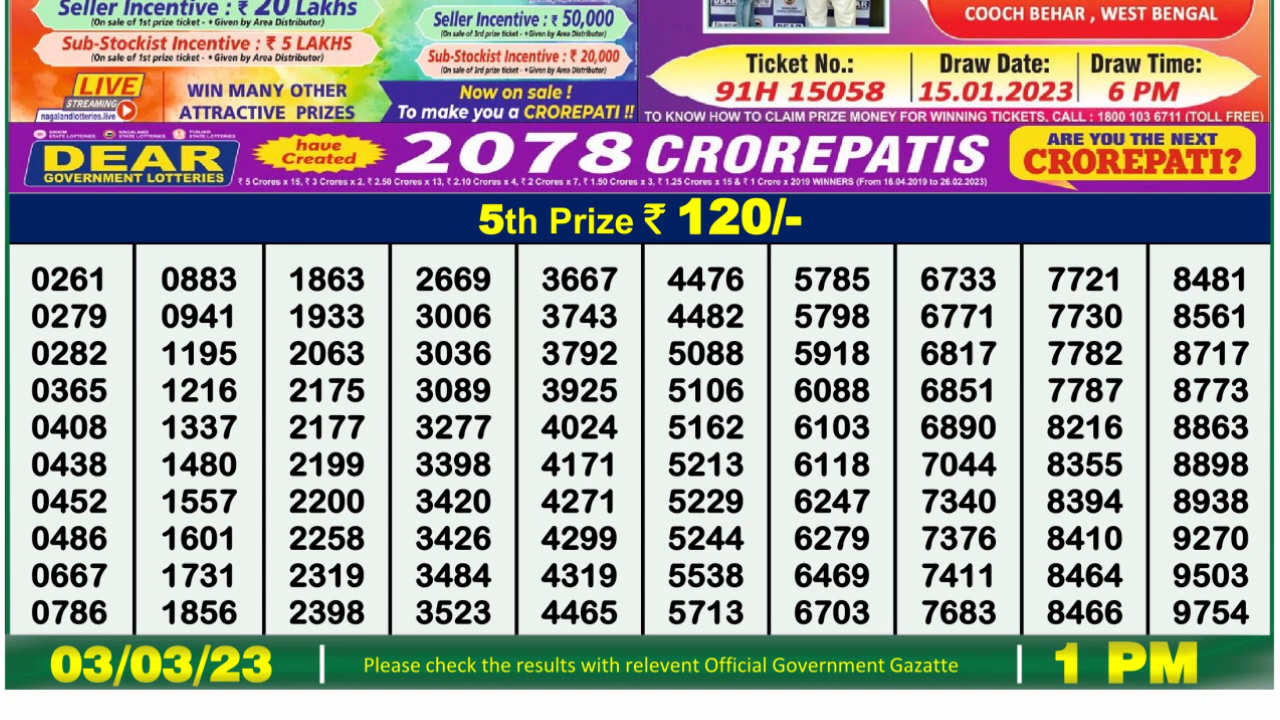 Seller Incentive : ₹ 20 Lakhs
(On sale of 1st prize ticket - • Given by Area Distributor)
Sub-Stockist Incentive : ₹ 5 LAKHS
(On sale of 1st prize ticket - • Given by Area Distributor)
Seller Incentive : ₹ 50,000
(On sale of 3rd prize ticket - • Given by Area Distributor)
Sub-Stockist Incentive : ₹ 20,000
(On sale of 3rd prize ticket - • Given by Area Distributor)
LIVE
STREAMING
nagalandlotteries.live
WIN MANY OTHER
ATTRACTIVE PRIZES
Now on sale !
To make you a CROREPATI !!
COOCH BEHAR , WEST BENGAL
Ticket No.: Draw Date: Draw Time:
91H 15058 15.01.2023 6 PM
TO KNOW HOW TO CLAIM PRIZE MONEY FOR WINNING TICKETS, CALL : 1800 103 6711 (TOLL FREE)
SIKKIM STATE LOTTERIES NAGALAND STATE LOTTERIES PUNJAB STATE LOTTERIES
DEAR
GOVERNMENT LOTTERIES
have
Created
2078 CROREPATIS
₹ 5 Crores x 15, ₹ 3 Crores x 2, ₹ 2.50 Crores x 13, ₹ 2.10 Crores x 4, ₹ 2 Crores x 7, ₹ 1.50 Crores x 3, ₹ 1.25 Crores x 15 & ₹ 1 Crore x 2019 WINNERS (From 16.04.2019 to 26.02.2023)
ARE YOU THE NEXT
CROREPATI?
5th Prize ₹ 120/-
0261 0883 1863 2669 3667 4476 5785 6733 7721 8481
0279 0941 1933 3006 3743 4482 5798 6771 7730 8561
0282 1195 2063 3036 3792 5088 5918 6817 7782 8717
0365 1216 2175 3089 3925 5106 6088 6851 7787 8773
0408 1337 2177 3277 4024 5162 6103 6890 8216 8863
0438 1480 2199 3398 4171 5213 6118 7044 8355 8898
0452 1557 2200 3420 4271 5229 6247 7340 8394 8938
0486 1601 2258 3426 4299 5244 6279 7376 8410 9270
0667 1731 2319 3484 4319 5538 6469 7411 8464 9503
0786 1856 2398 3523 4465 5713 6703 7683 8466 9754
03/03/23 | Please check the results with relevent Official Government Gazatte | 1 PM